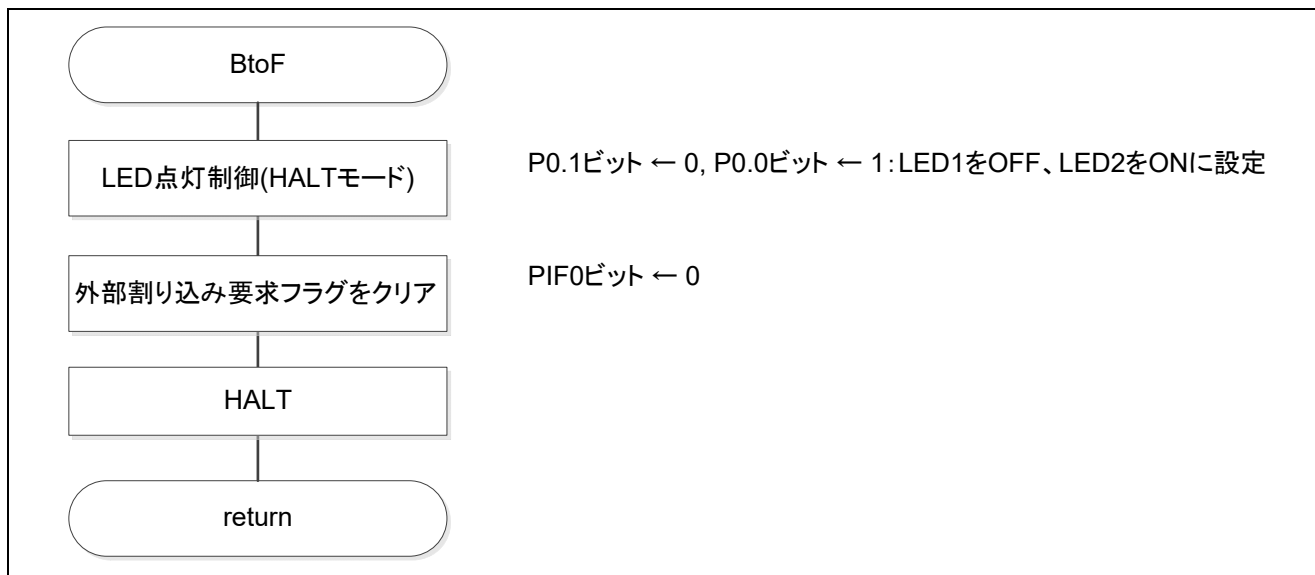 BtoF
LED点灯制御(HALTモード)
P0.1ビット ← 0, P0.0ビット ← 1:LED1をOFF、LED2をONに設定
外部割り込み要求フラグをクリア
PIF0ビット ← 0
HALT
return